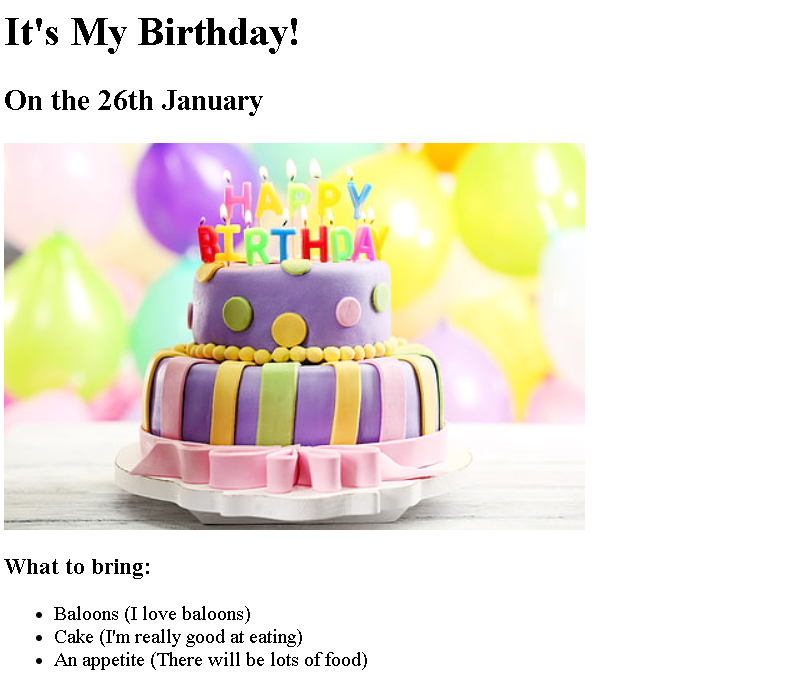 It's My Birthday!
On the 26th January
HAPPY
BIRTHDAY
What to bring:
Baloons (I love baloons)
Cake (I'm really good at eating)
An appetite (There will be lots of food)